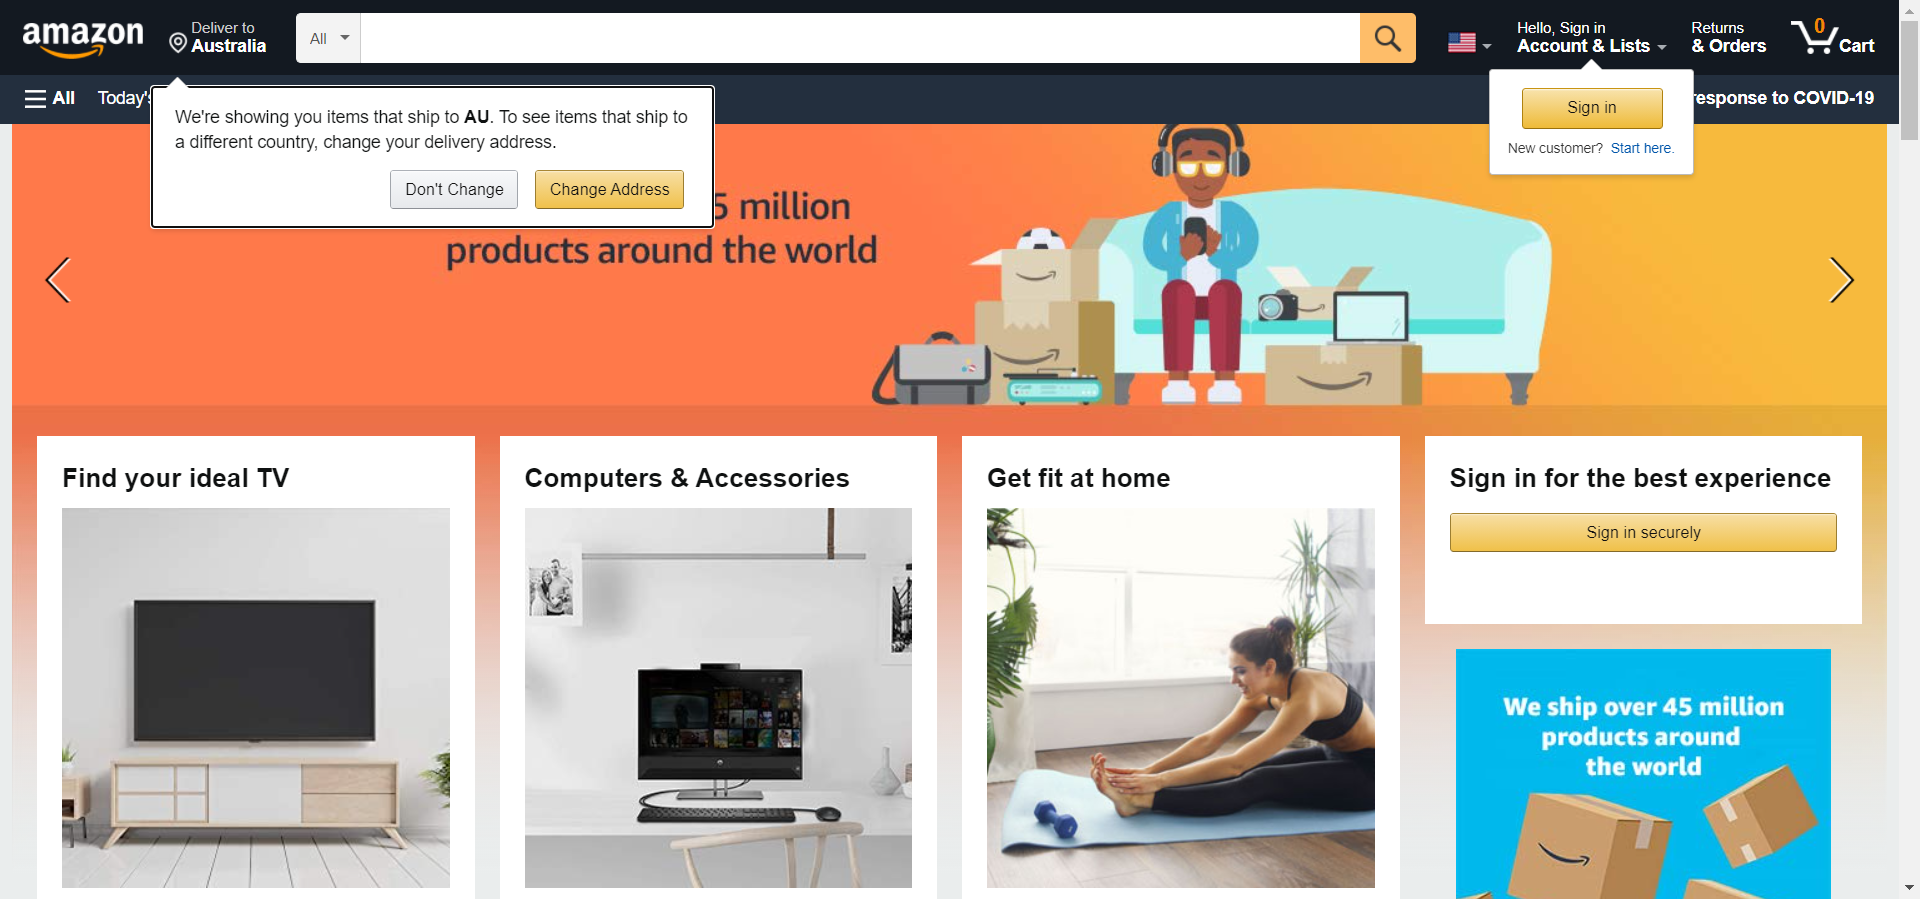 amazon
Deliver to
Australia
All
Hello, Sign in
Account & Lists
Returns
& Orders
0
Cart
All
Today's
response to COVID-19
We're showing you items that ship to AU. To see items that ship to
a different country, change your delivery address.
Don't Change
Change Address
Sign in
New customer? Start here.
5 million
products around the world
Find your ideal TV
Computers & Accessories
Get fit at home
Sign in for the best experience
Sign in securely
We ship over 45 million
products around
the world